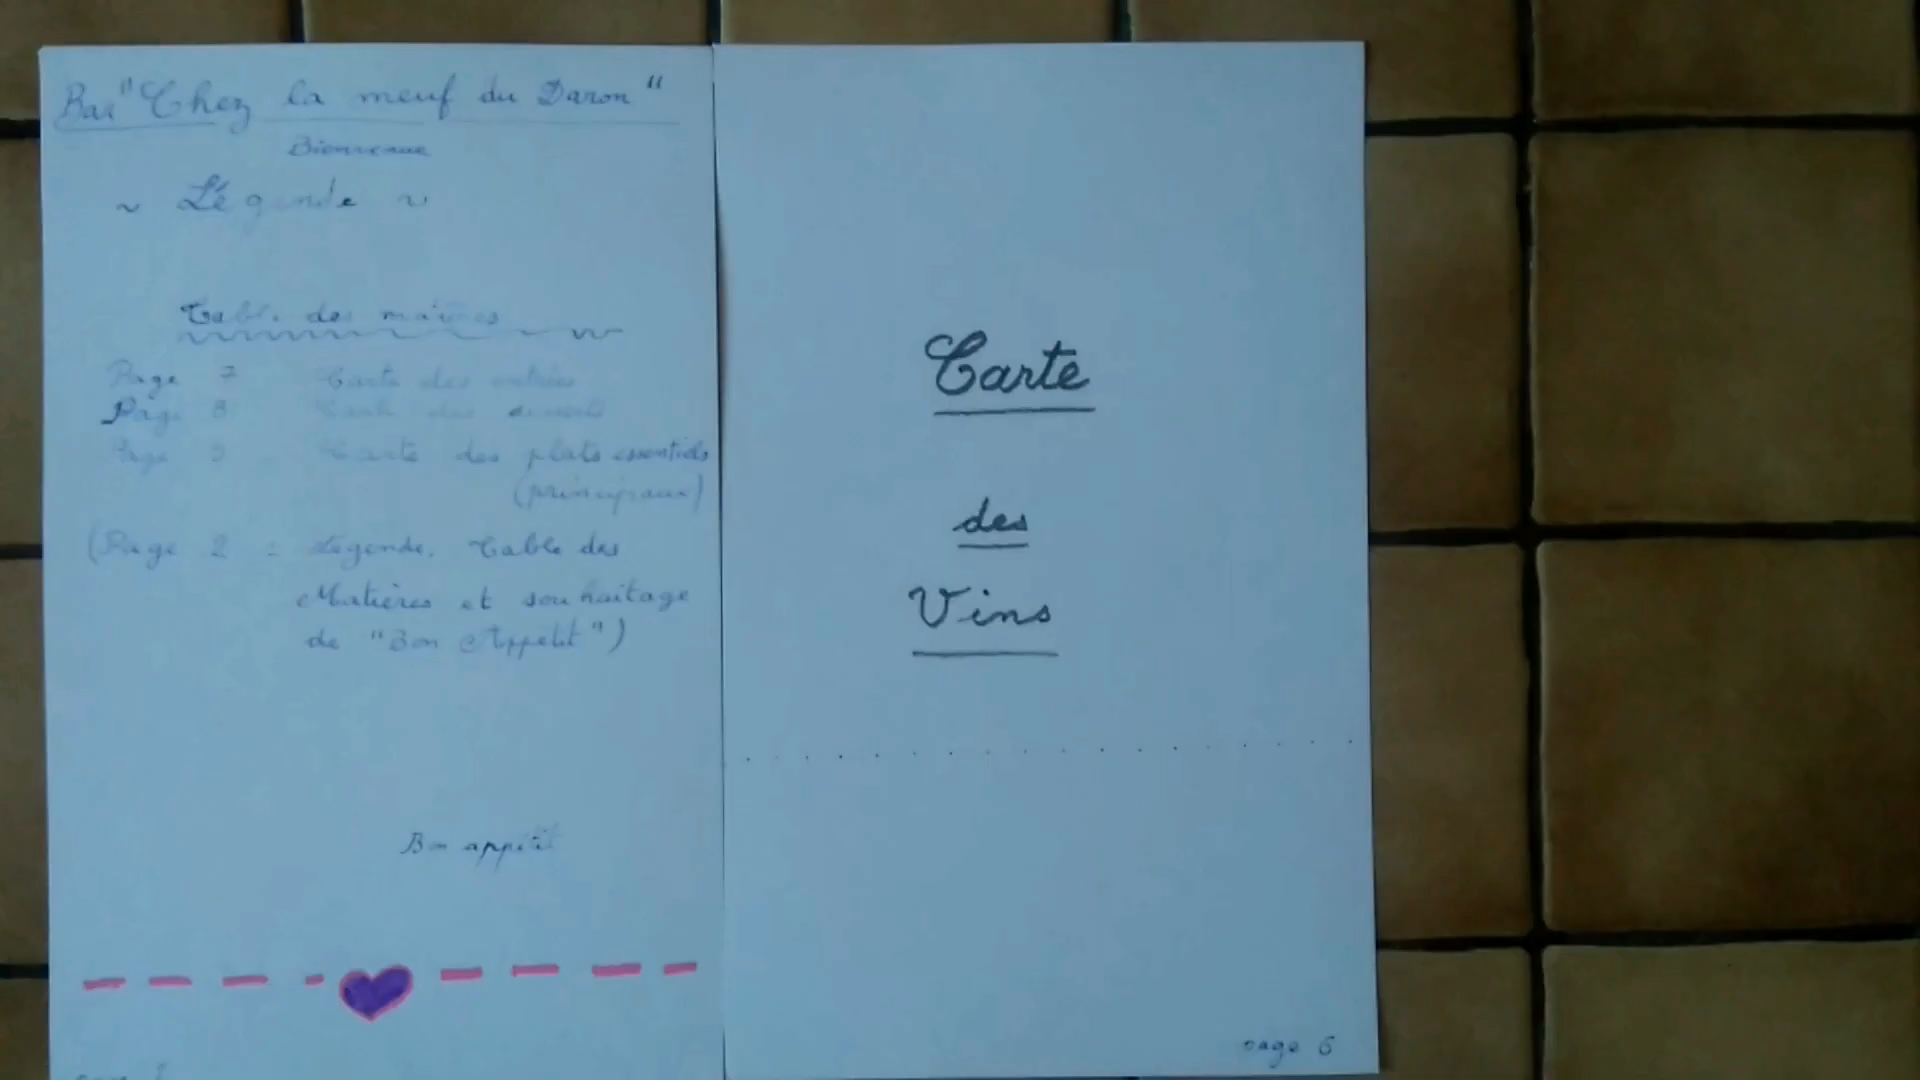 Bar "Chez la meuf du Daron"
Bienvenue
~ Légende ~
Table des matières
Page 7 Carte des entrées
Page 8 Carte des
Page Carte des plats essentiels
(principaux)
(Page 2 = Légende, Table des
Matières et souhaitage
de "Bon Appétit")
Bon appétit
Carte
des
Vins
page 6